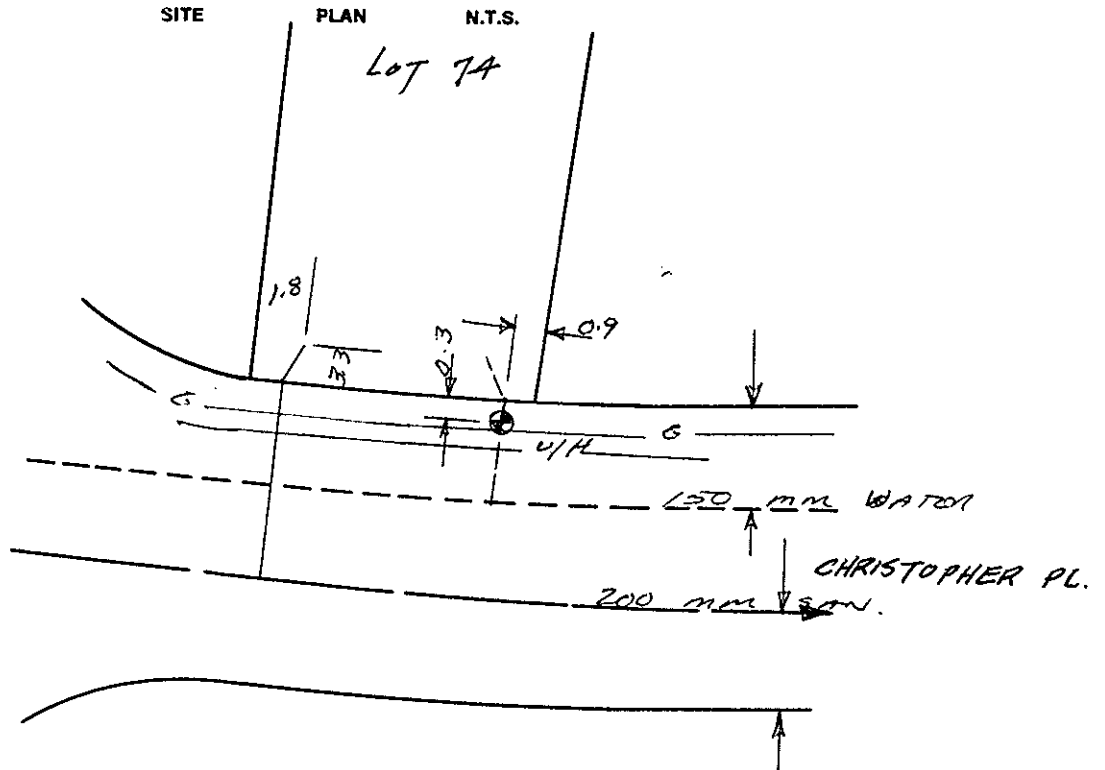 SITE PLAN N.T.S.
LOT 74
1.8
3.3
0.3
0.9
G
G
U/H
150 mm WATER
CHRISTOPHER PL.
200 mm SAN.